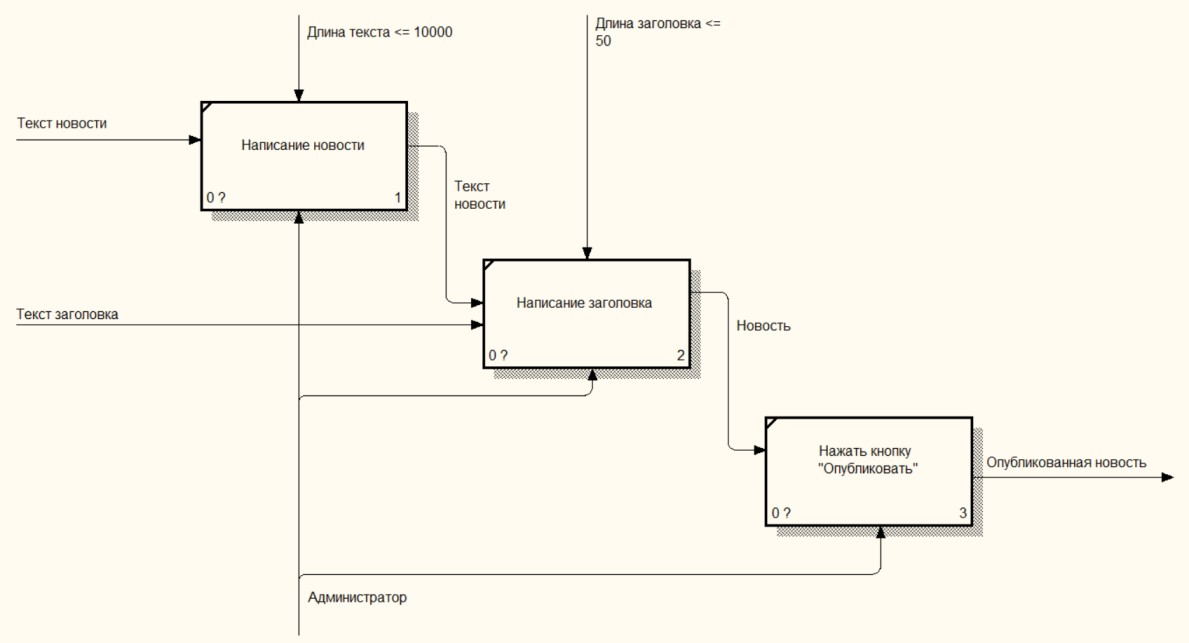 Длина текста <= 10000
Длина заголовка <=
50
Текст новости
Написание новости
0 ?
1
Текст
новости
Текст заголовка
Написание заголовка
0 ?
2
Новость
Нажать кнопку
"Опубликовать"
0 ?
3
Опубликованная новость
Администратор